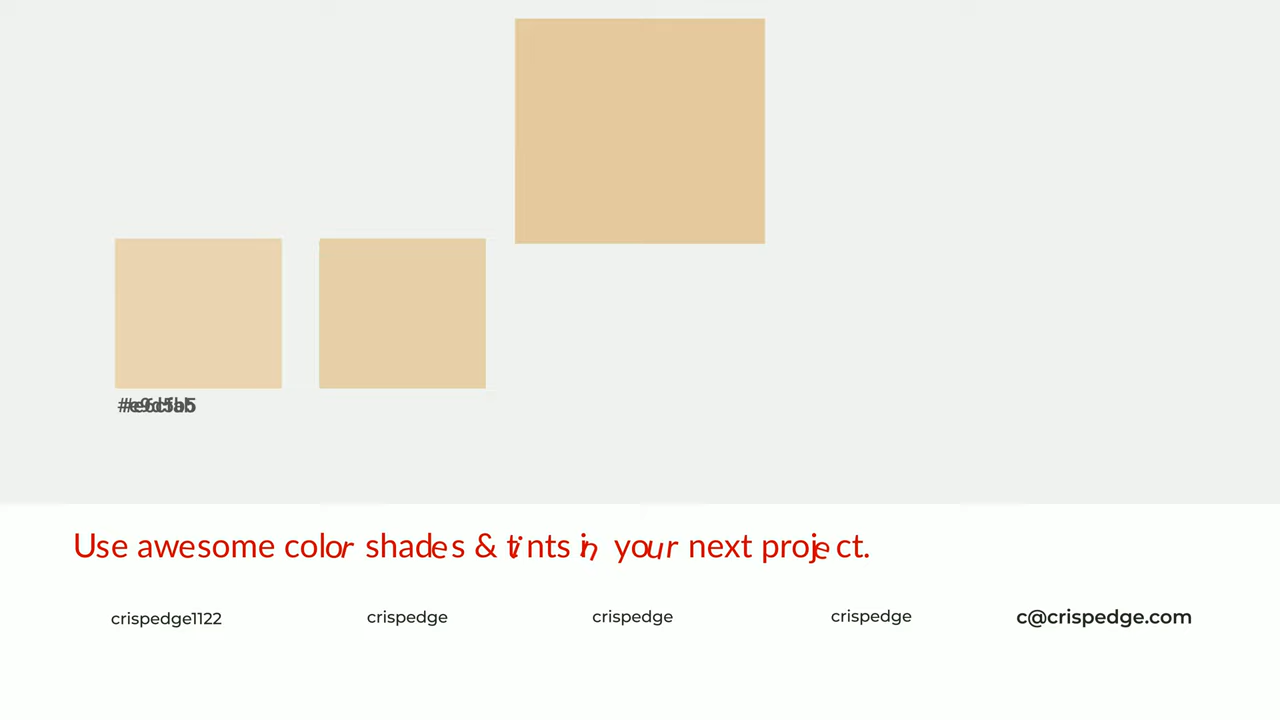 Use awesome color shades & tints in your next project.
crispedge1122 crispedge crispedge crispedge c@crispedge.com